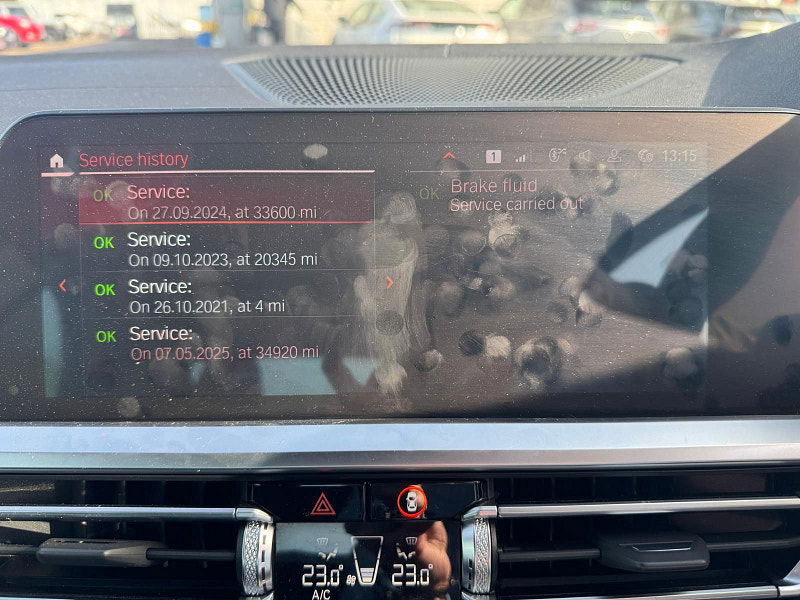 Service history
1
13:15
OK Service:
On 27.09.2024, at 33600 mi
OK Service:
On 09.10.2023, at 20345 mi
OK Service:
On 26.10.2021, at 4 mi
OK Service:
On 07.05.2025, at 34920 mi
OK Brake fluid
Service carried out
23.0° 23.0°
A/C